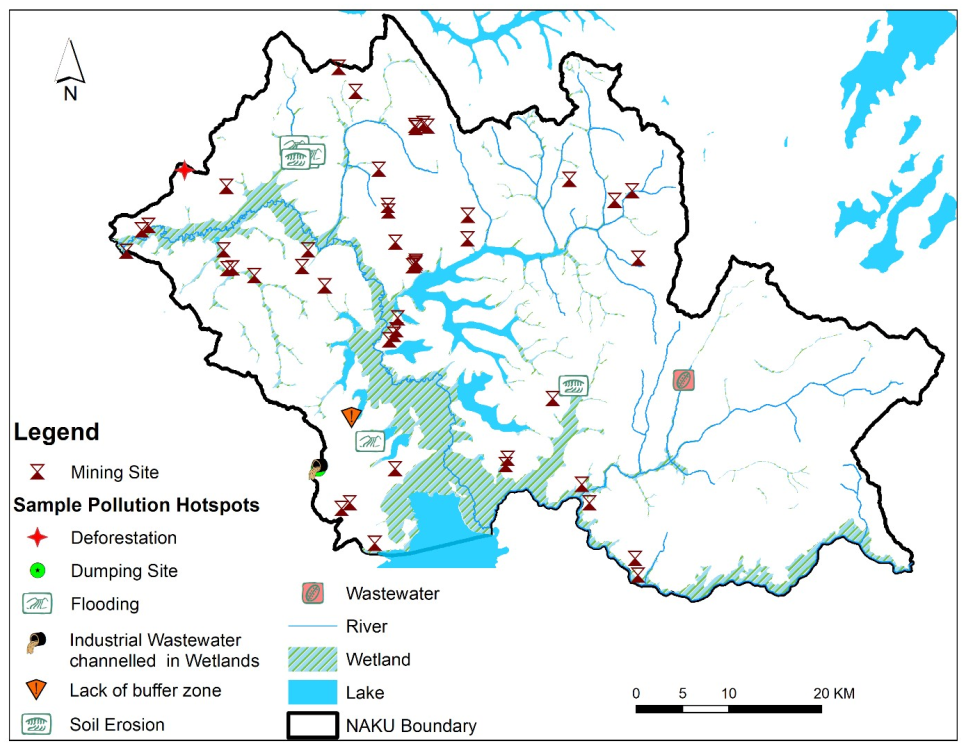 N
Legend
Mining Site
Sample Pollution Hotspots
Deforestation
Dumping Site
Flooding
Industrial Wastewater
channelled in Wetlands
Lack of buffer zone
Soil Erosion
Wastewater
River
Wetland
Lake
NAKU Boundary
0 5 10 20 KM